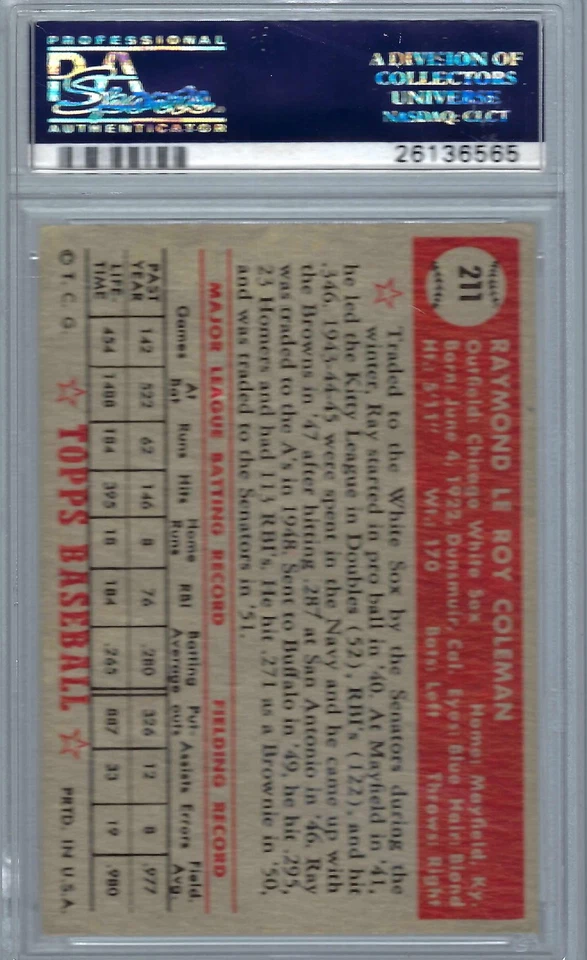 PROFESSIONAL
PSA
Sports
AUTHENTICATOR
A DIVISION OF
COLLECTORS
UNIVERSE
NASDAQ: CLCT
26136565
211
RAYMOND LE ROY COLEMAN
Outfield: Chicago White Sox Home: Mayfield, Ky.
Born: June 4, 1922, Dunsmuir, Cal. Eyes: Blue Hair: Blond
Ht.: 5:11" Wt.: 170 Bats: Left Throws: Right
Traded to the White Sox by the Senators during the
winter, Ray started in pro ball in '40. At Mayfield in '41,
he led the Kitty League in Doubles (52), RBI's (122), and hit
.346. 1943-44-45 were spent in the Navy and he came up with
the Browns in '47 after hitting .287 at San Antonio in '46. Ray
was traded to the A's in 1948. Sent to Buffalo in '49, he hit .295,
23 Homers and had 113 RBI's. He hit .271 as a Brownie in '50,
and was traded to the Senators in '51.
MAJOR LEAGUE BATTING RECORD FIELDING RECORD
Games At Bat Runs Hits Home Runs RBI Batting Average Put-outs Assists Errors Field. Avg.
PAST YEAR 142 522 62 146 8 76 .280 326 12 8 .977
LIFE-TIME 454 1488 184 395 18 184 .265 887 33 19 .980
© T. C. G. ☆ TOPPS BASEBALL ☆ PRTD. IN U.S.A.